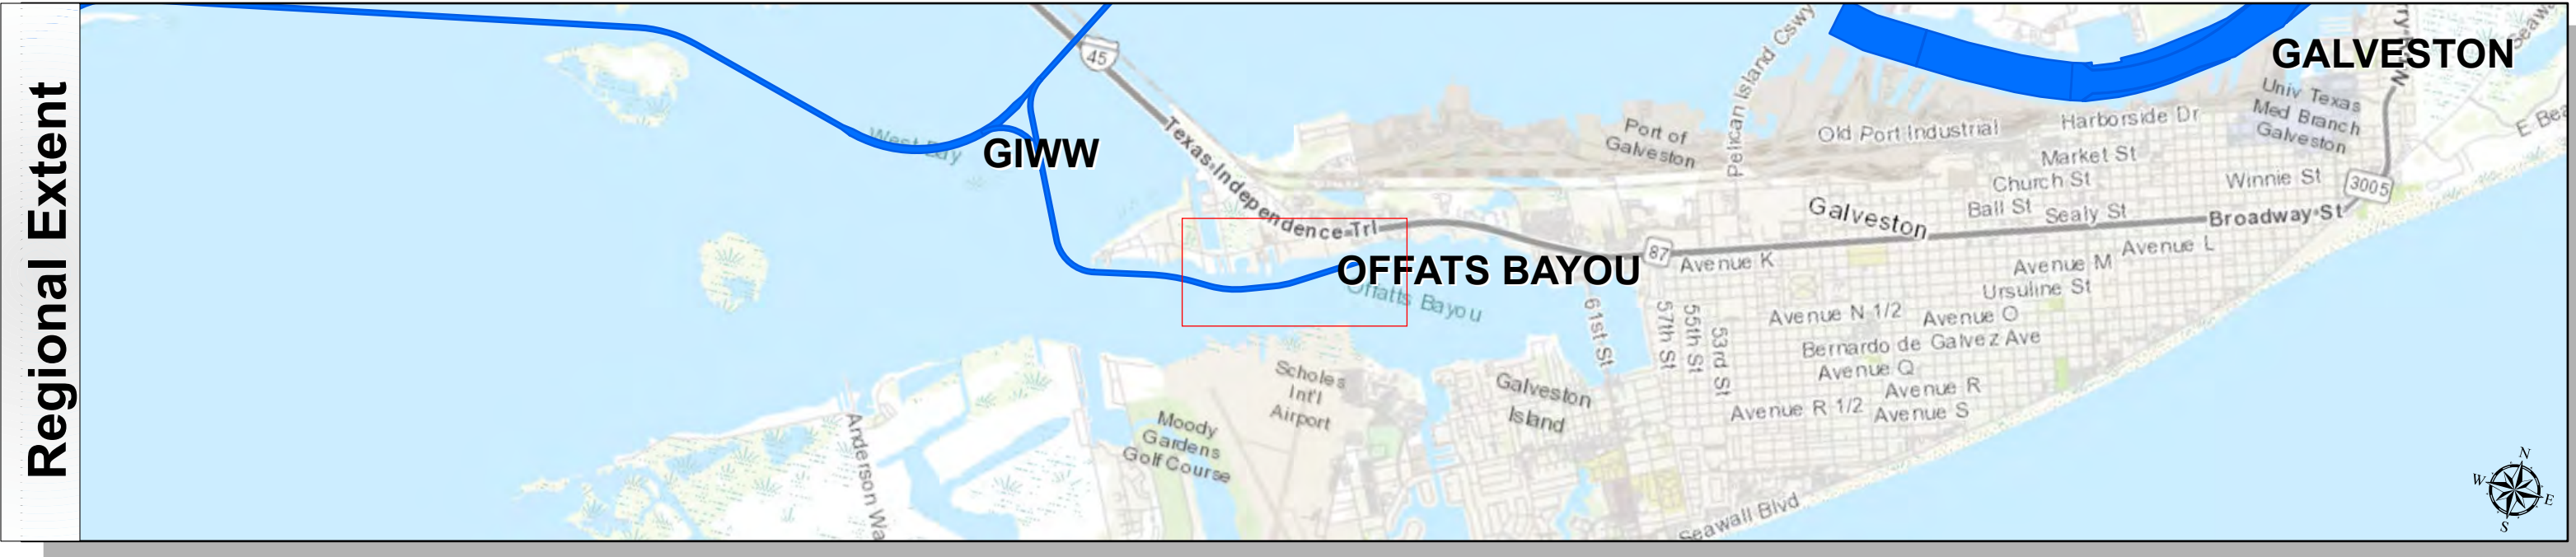 Regional Extent
GALVESTON
45
Pelican Island Cswy
Univ Texas
Med Branch
Galveston
Port of
Galveston
Old Port Industrial
Harborside Dr
E Bea
West Bay
GIWW
Texas Independence Trl
Market St
Church St
Winnie St
3005
Ball St
Sealy St
Galveston
Broadway St
87
Avenue K
Avenue L
Avenue M
OFFATS BAYOU
Offatts Bayou
Ursuline St
61st St
57th St
55th St
53rd St
Avenue N 1/2
Avenue O
Bernardo de Galvez Ave
Avenue Q
Avenue R
Avenue R 1/2
Avenue S
Scholes
Int'l
Airport
Galveston
Island
Moody
Gardens
Golf Course
Anderson Wa
Seawall Blvd
N
W
E
S